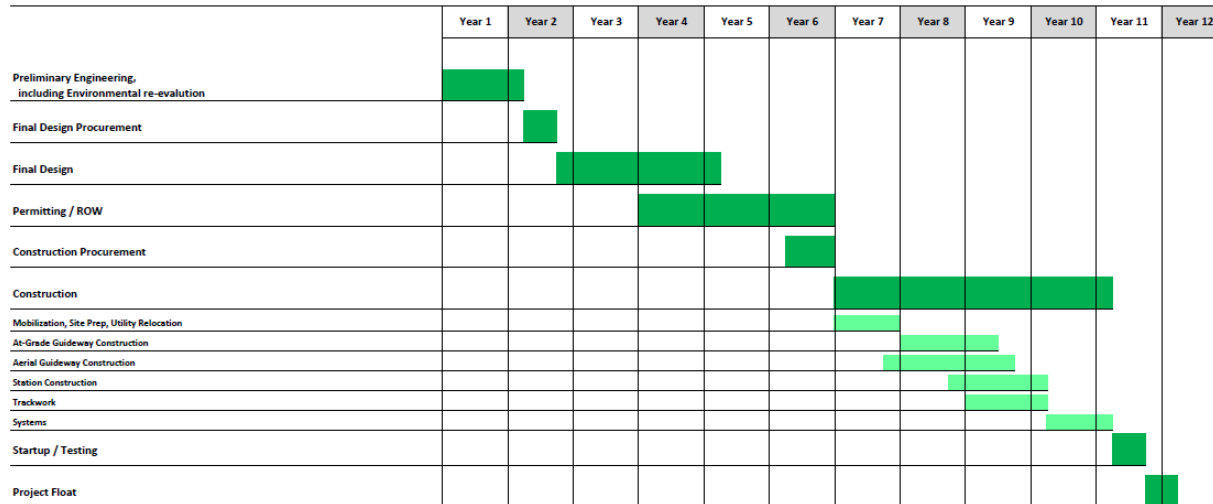 Year 1 Year 2 Year 3 Year 4 Year 5 Year 6 Year 7 Year 8 Year 9 Year 10 Year 11 Year 12
Preliminary Engineering,
including Environmental re-evalution
Final Design Procurement
Final Design
Permitting / ROW
Construction Procurement
Construction
Mobilization, Site Prep, Utility Relocation
At-Grade Guideway Construction
Aerial Guideway Construction
Station Construction
Trackwork
Systems
Startup / Testing
Project Float